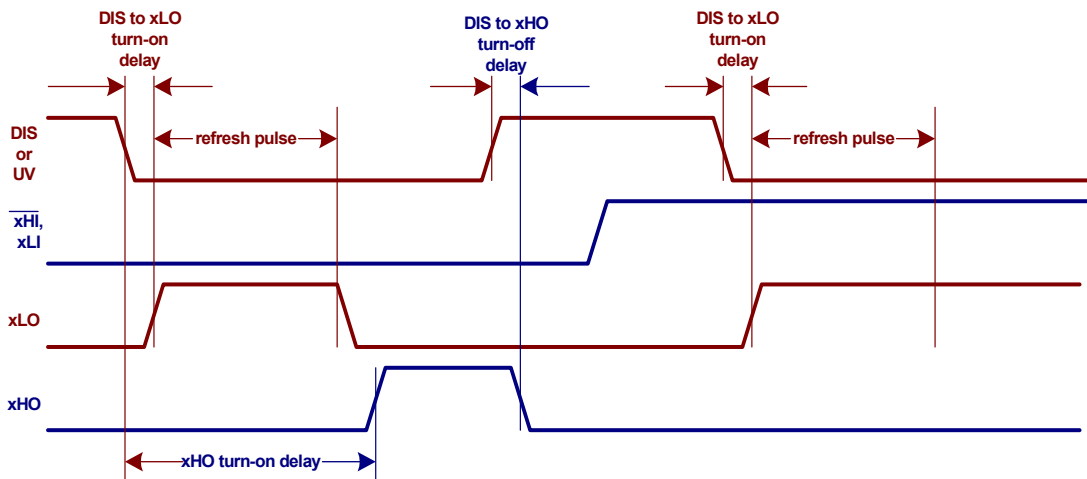 DIS to xLO
turn-on
delay
DIS to xHO
turn-off
delay
DIS to xLO
turn-on
delay
DIS
or
UV
refresh pulse
refresh pulse
xHI,
xLI
xLO
xHO
xHO turn-on delay